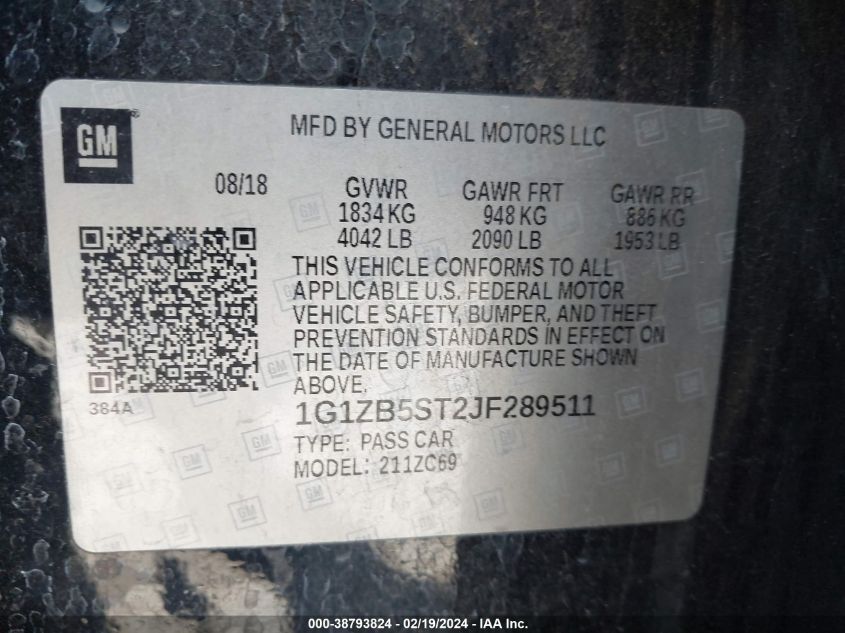 GM
MFD BY GENERAL MOTORS LLC
08/18 GVWR GAWR FRT GAWR RR
1834 KG 948 KG 886 KG
4042 LB 2090 LB 1953 LB
THIS VEHICLE CONFORMS TO ALL
APPLICABLE U.S. FEDERAL MOTOR
VEHICLE SAFETY, BUMPER, AND THEFT
PREVENTION STANDARDS IN EFFECT ON
THE DATE OF MANUFACTURE SHOWN
ABOVE.
384A
1G1ZB5ST2JF289511
TYPE: PASS CAR
MODEL: 211ZC69
000-38793824 - 02/19/2024 - IAA Inc.